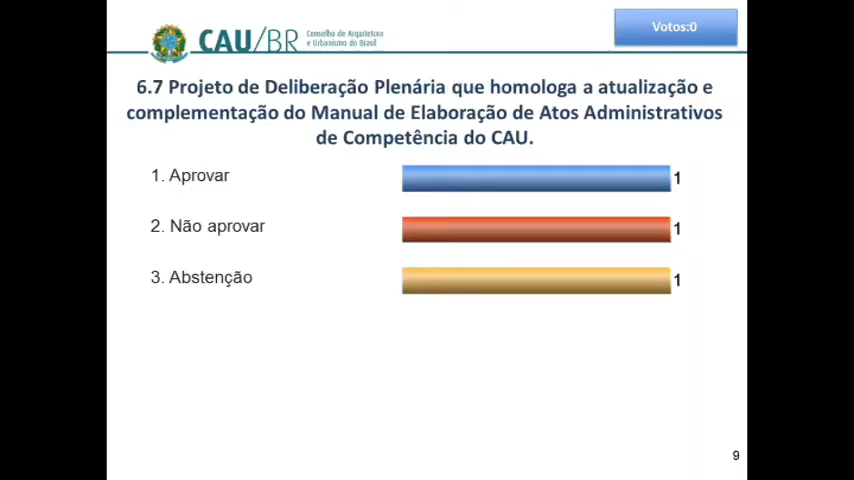 CAU/BR
Conselho de Arquitetura
e Urbanismo do Brasil
Votos:0
6.7 Projeto de Deliberação Plenária que homologa a atualização e
complementação do Manual de Elaboração de Atos Administrativos
de Competência do CAU.
1. Aprovar 1
2. Não aprovar 1
3. Abstenção 1
9